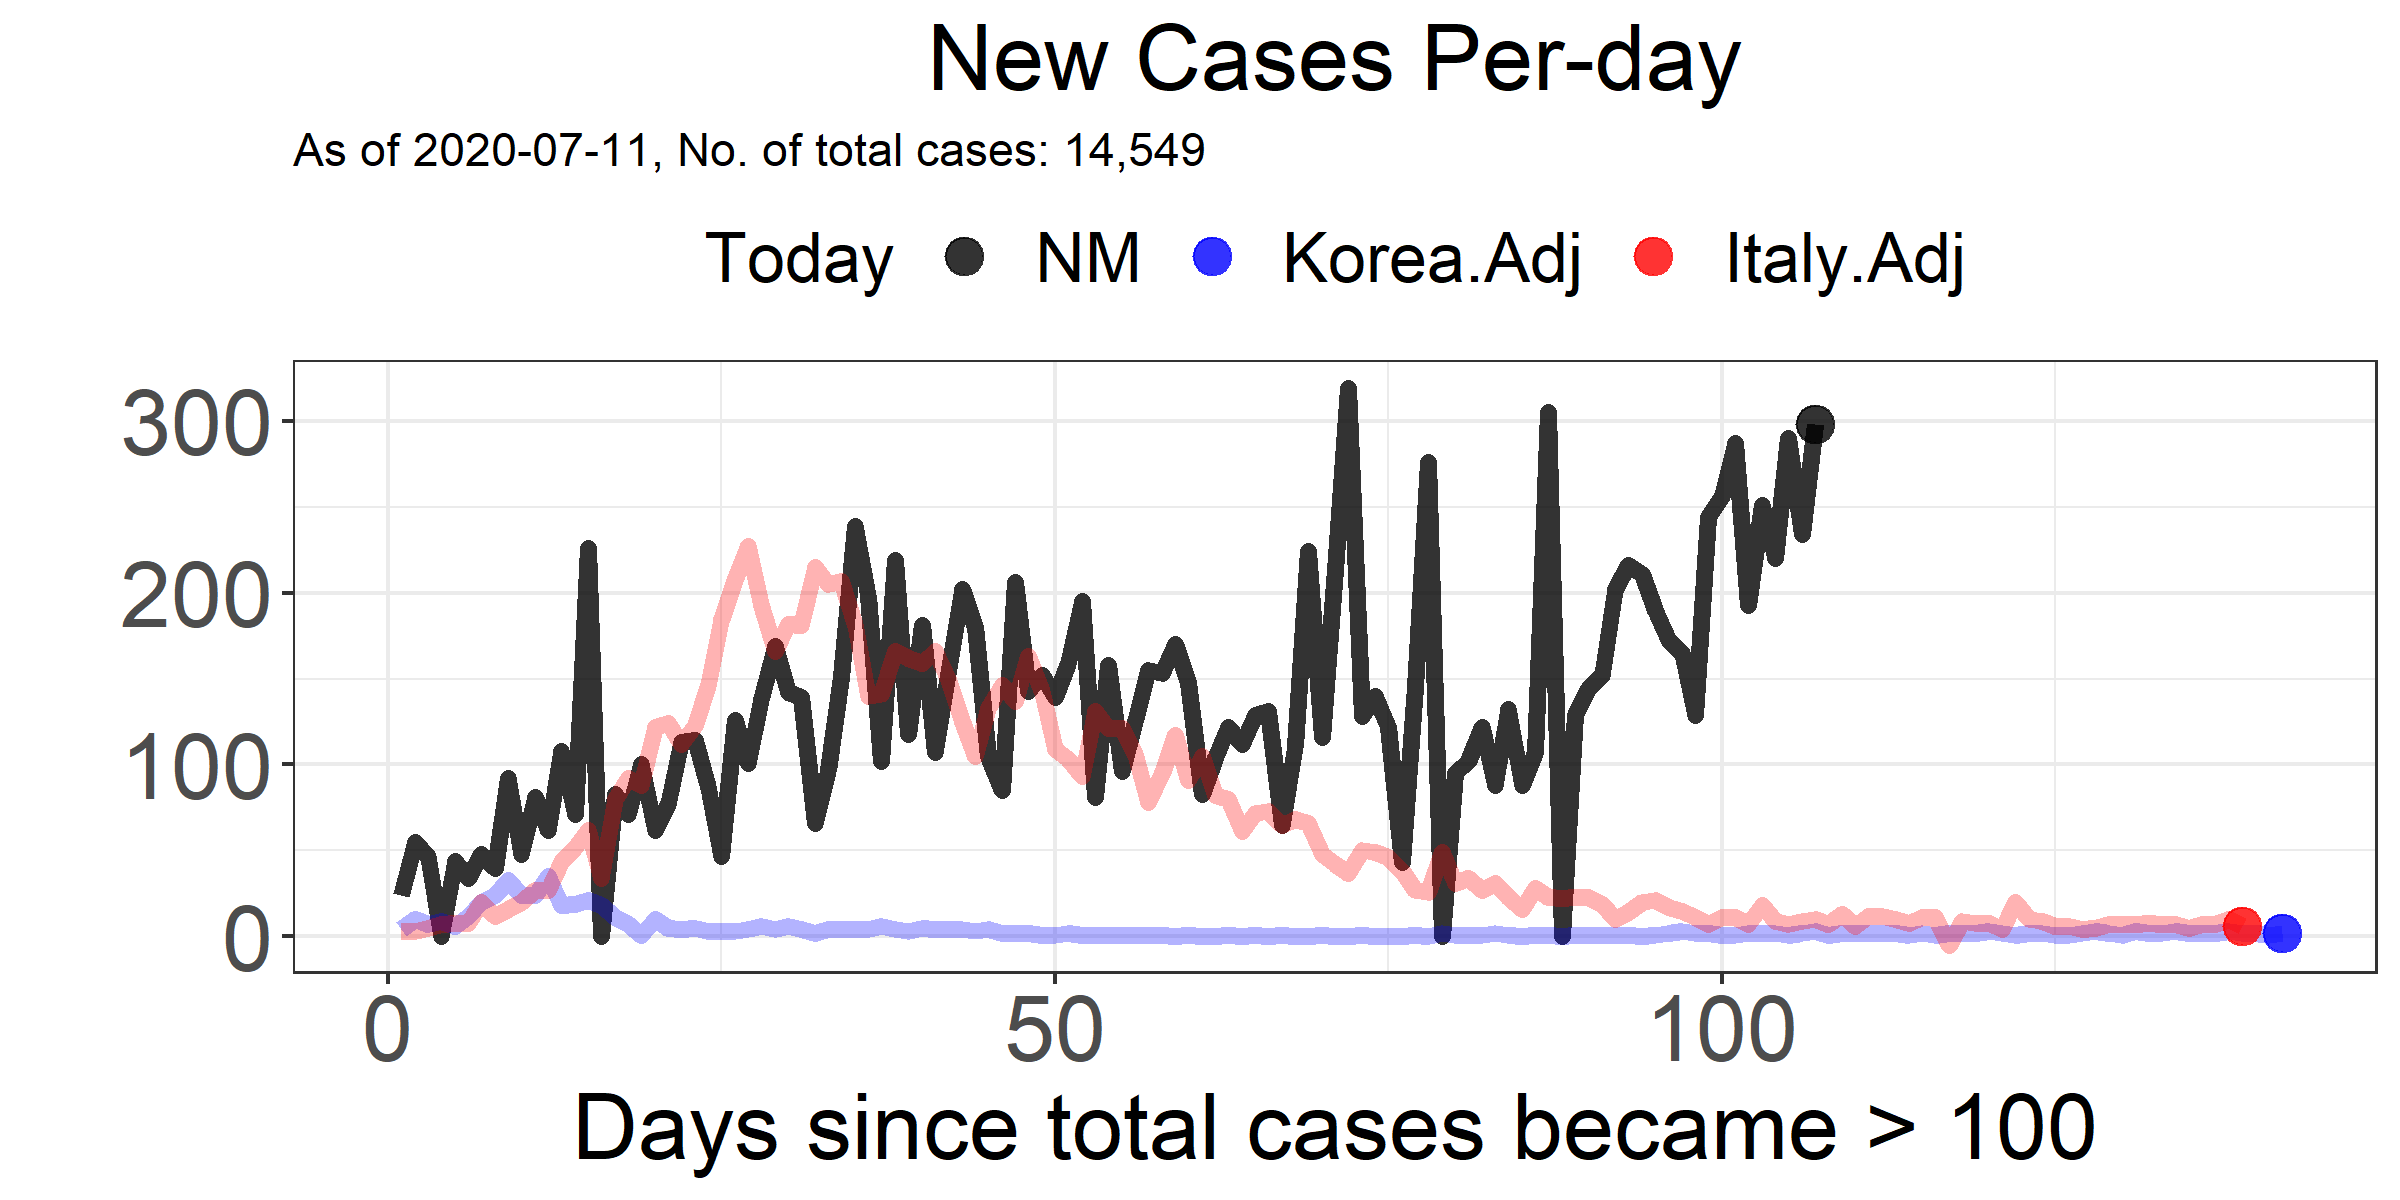 New Cases Per-day
As of 2020-07-11, No. of total cases: 14,549
Today NM Korea.Adj Italy.Adj
300
200
100
0
0 50 100
Days since total cases became > 100